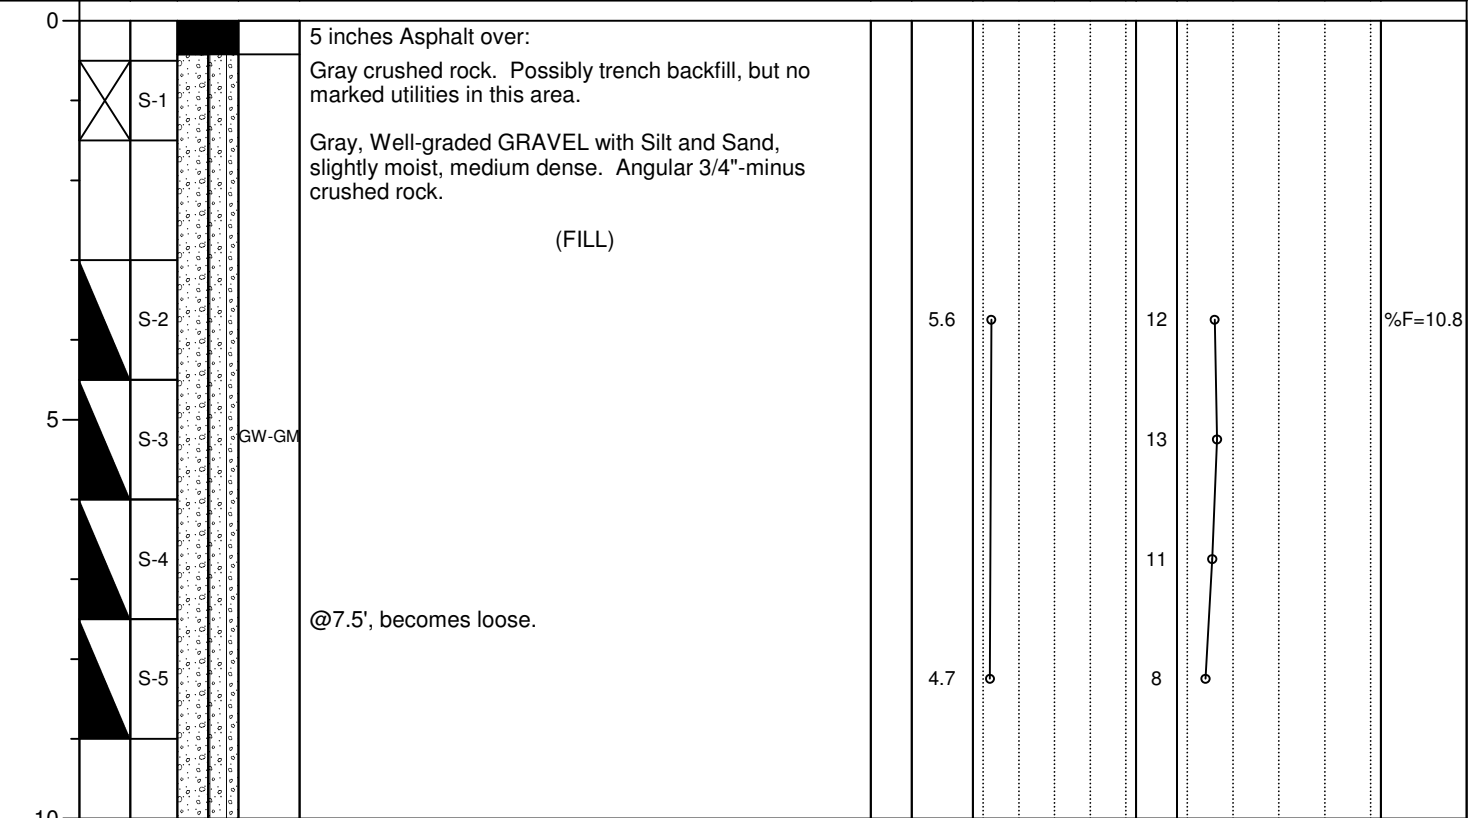 0
5 inches Asphalt over:
Gray crushed rock. Possibly trench backfill, but no
marked utilities in this area.
S-1
Gray, Well-graded GRAVEL with Silt and Sand,
slightly moist, medium dense. Angular 3/4"-minus
crushed rock.
(FILL)
S-2
5.6
12
%F=10.8
5
S-3
GW-GM
13
S-4
11
@7.5', becomes loose.
S-5
4.7
8
10